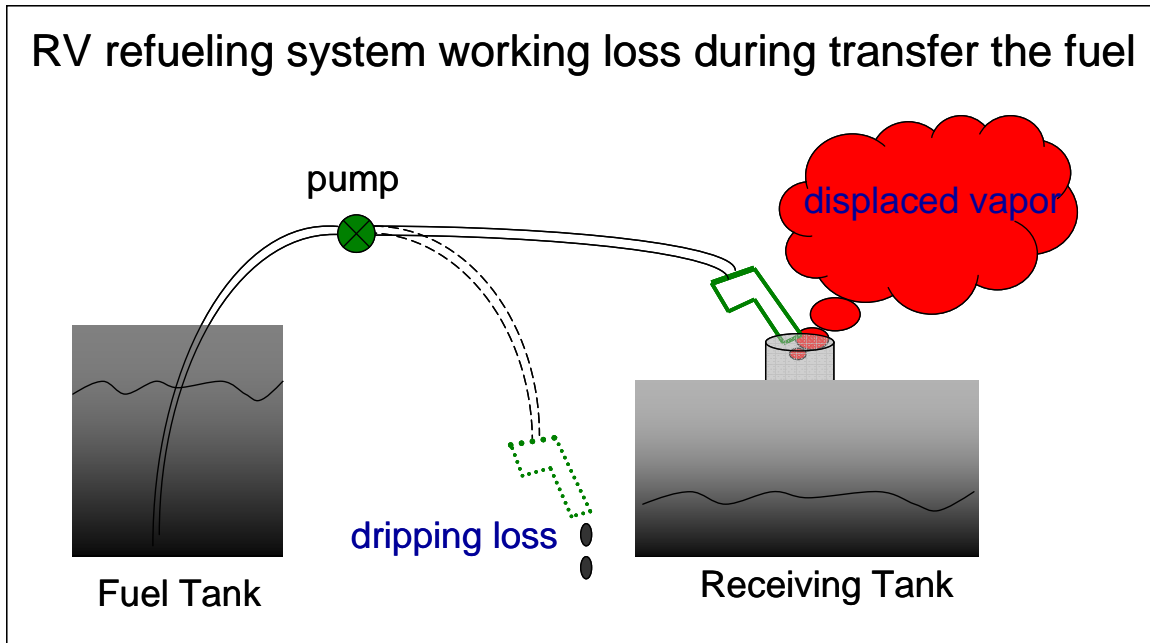 RV refueling system working loss during transfer the fuel
pump
displaced vapor
dripping loss
Fuel Tank
Receiving Tank